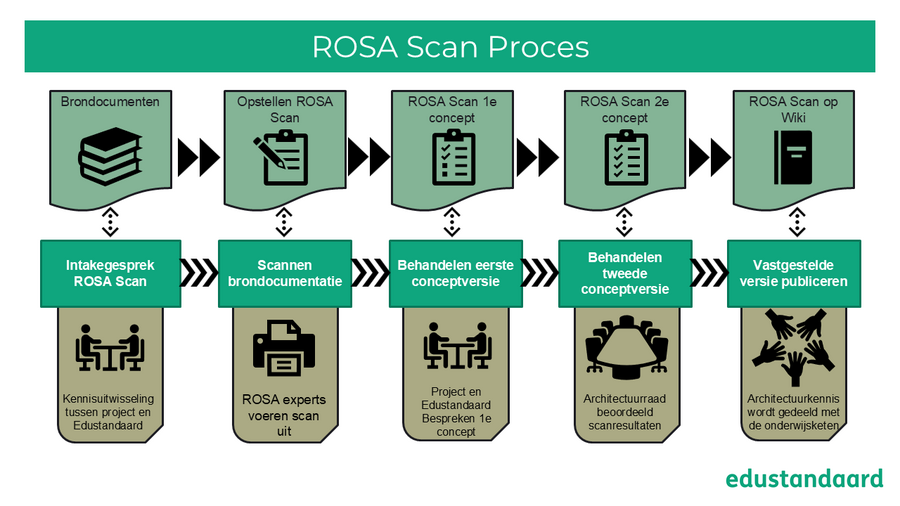 ROSA Scan Proces
Brondocumenten
Opstellen ROSA
Scan
ROSA Scan 1e
concept
ROSA Scan 2e
concept
ROSA Scan op
Wiki
Intakegesprek
ROSA Scan
Scannen
brondocumentatie
Behandelen eerste
conceptversie
Behandelen
tweede
conceptversie
Vastgestelde
versie publiceren
Kennisuitwisseling
tussen project en
Edustandaard
ROSA experts
voeren scan
uit
Project en
Edustandaard
Bespreken 1e
concept
Architectuurraad
beoordeeld
scanresultaten
Architectuurkennis
wordt gedeeld met
de onderwijsketen
edustandaard